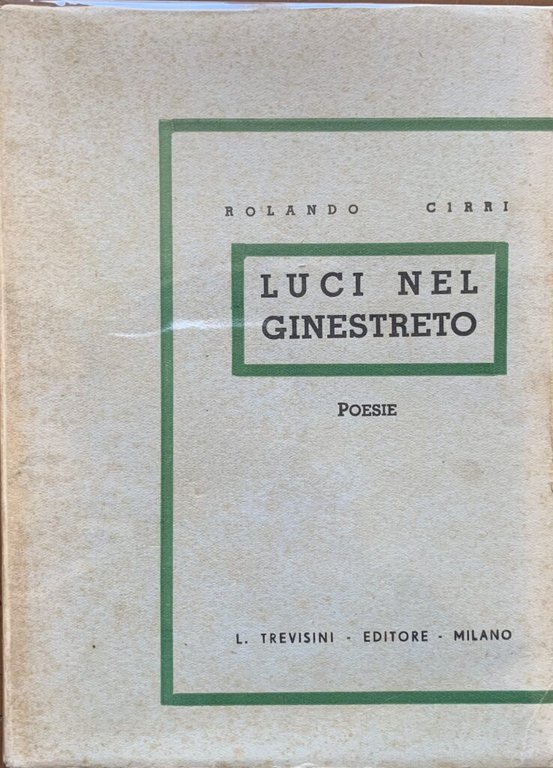 ROLANDO CIRRI
LUCI NEL
GINESTRETO
POESIE
L. TREVISINI - EDITORE - MILANO